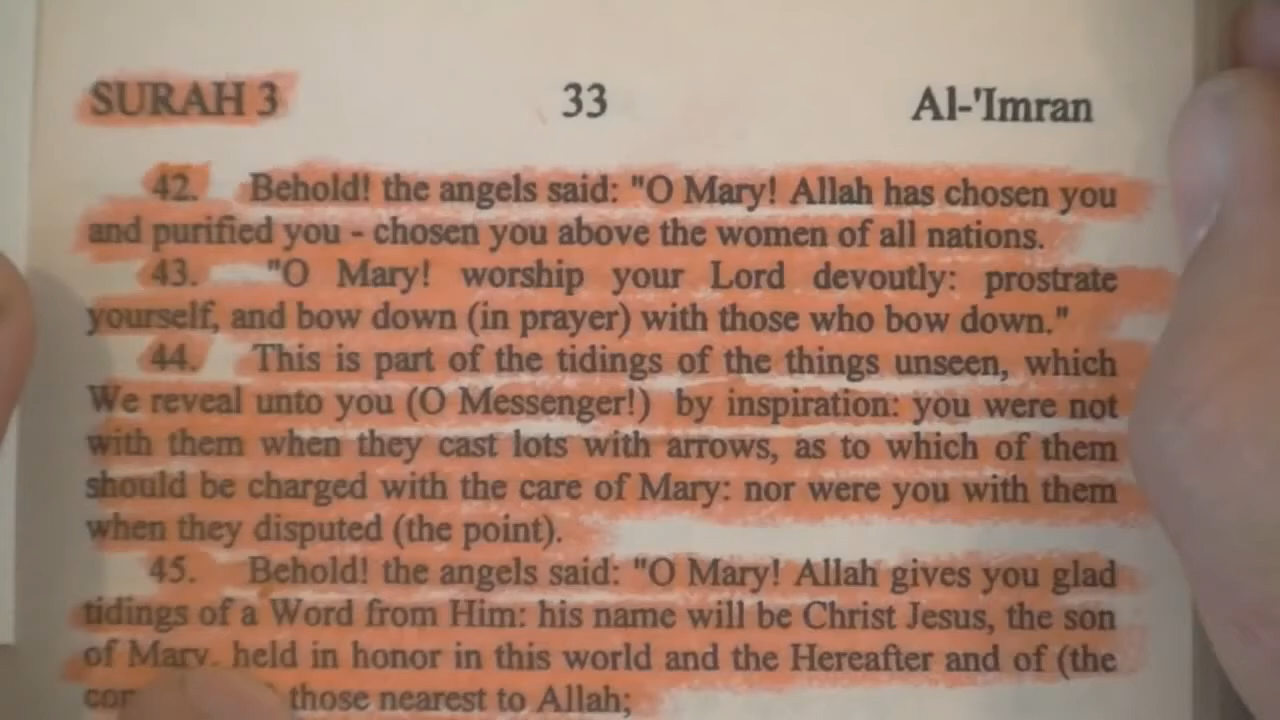 SURAH 3 33 Al-'Imran
42. Behold! the angels said: "O Mary! Allah has chosen you
and purified you - chosen you above the women of all nations.
43. "O Mary! worship your Lord devoutly: prostrate
yourself, and bow down (in prayer) with those who bow down."
44. This is part of the tidings of the things unseen, which
We reveal unto you (O Messenger!) by inspiration: you were not
with them when they cast lots with arrows, as to which of them
should be charged with the care of Mary: nor were you with them
when they disputed (the point).
45. Behold! the angels said: "O Mary! Allah gives you glad
tidings of a Word from Him: his name will be Christ Jesus, the son
of Mary, held in honor in this world and the Hereafter and of (the
those nearest to Allah;